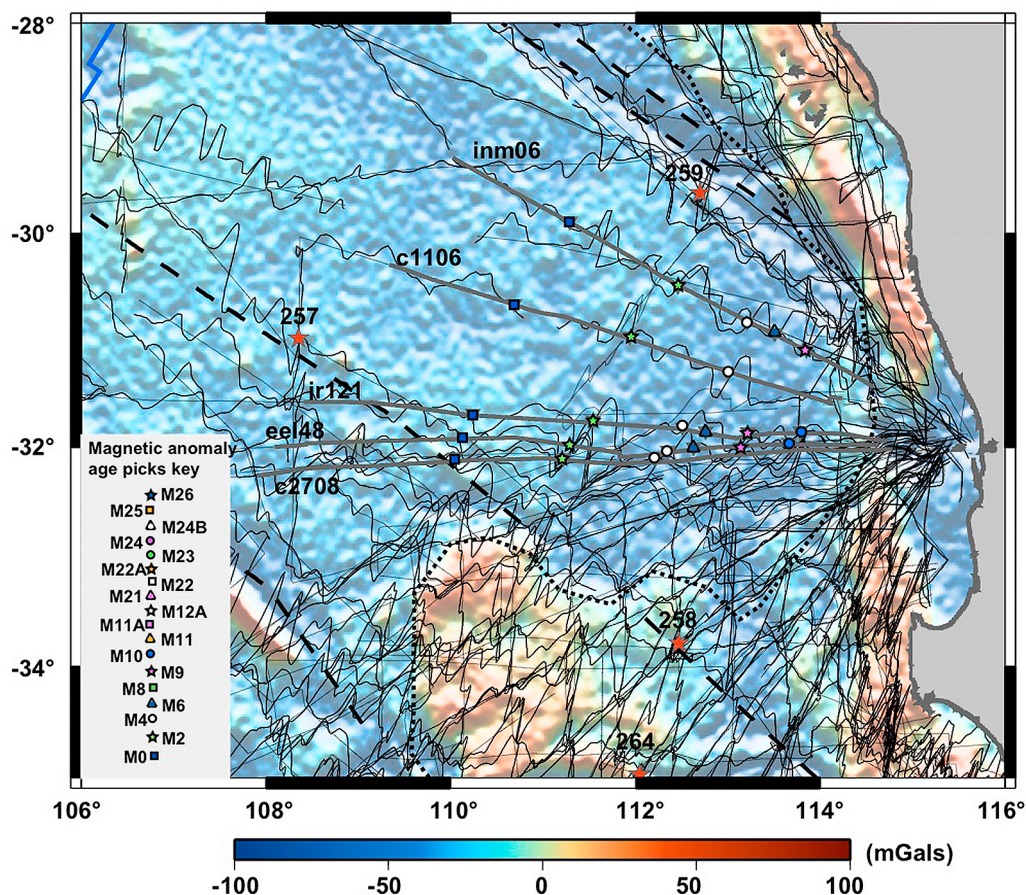 -28°
-30°
-32°
-34°
inm06
259
c1106
257
ir121
eel48
c2708
258
264
Magnetic anomaly
age picks key
M26
M25
M24B
M24
M23
M22A
M22
M21
M12A
M11A
M11
M10
M9
M8
M6
M4
M2
M0
106° 108° 110° 112° 114° 116°
(mGals)
-100 -50 0 50 100